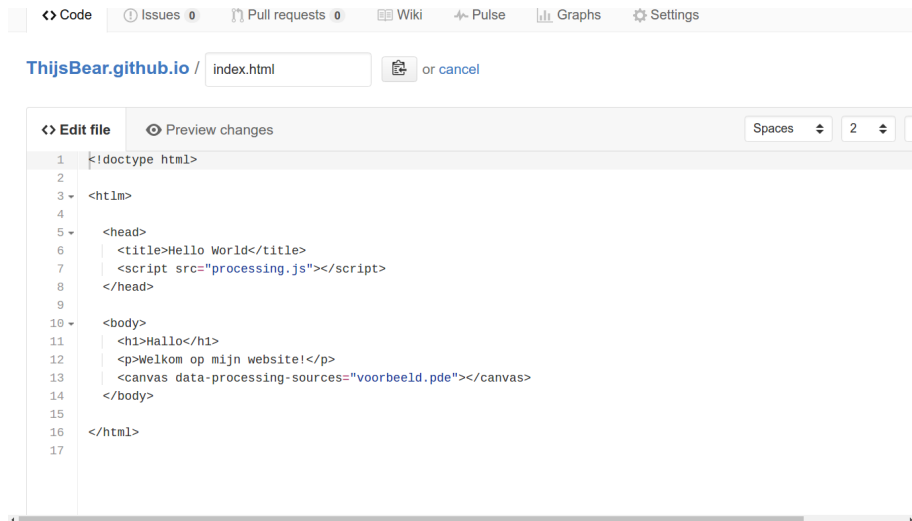 <> Code Issues 0 Pull requests 0 Wiki Pulse Graphs Settings
ThijsBear.github.io / index.html or cancel
<> Edit file Preview changes Spaces 2
1 <!doctype html>
2
3 <htlm>
4
5 <head>
6 <title>Hello World</title>
7 <script src="processing.js"></script>
8 </head>
9
10 <body>
11 <h1>Hallo</h1>
12 <p>Welkom op mijn website!</p>
13 <canvas data-processing-sources="voorbeeld.pde"></canvas>
14 </body>
15
16 </html>
17